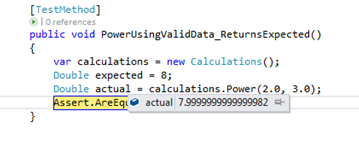 [TestMethod]
0 references
public void PowerUsingValidData_ReturnsExpected()
{
var calculations = new Calculations();
Double expected = 8;
Double actual = calculations.Power(2.0, 3.0);
Assert.AreEqu actual 7.9999999999999982
}